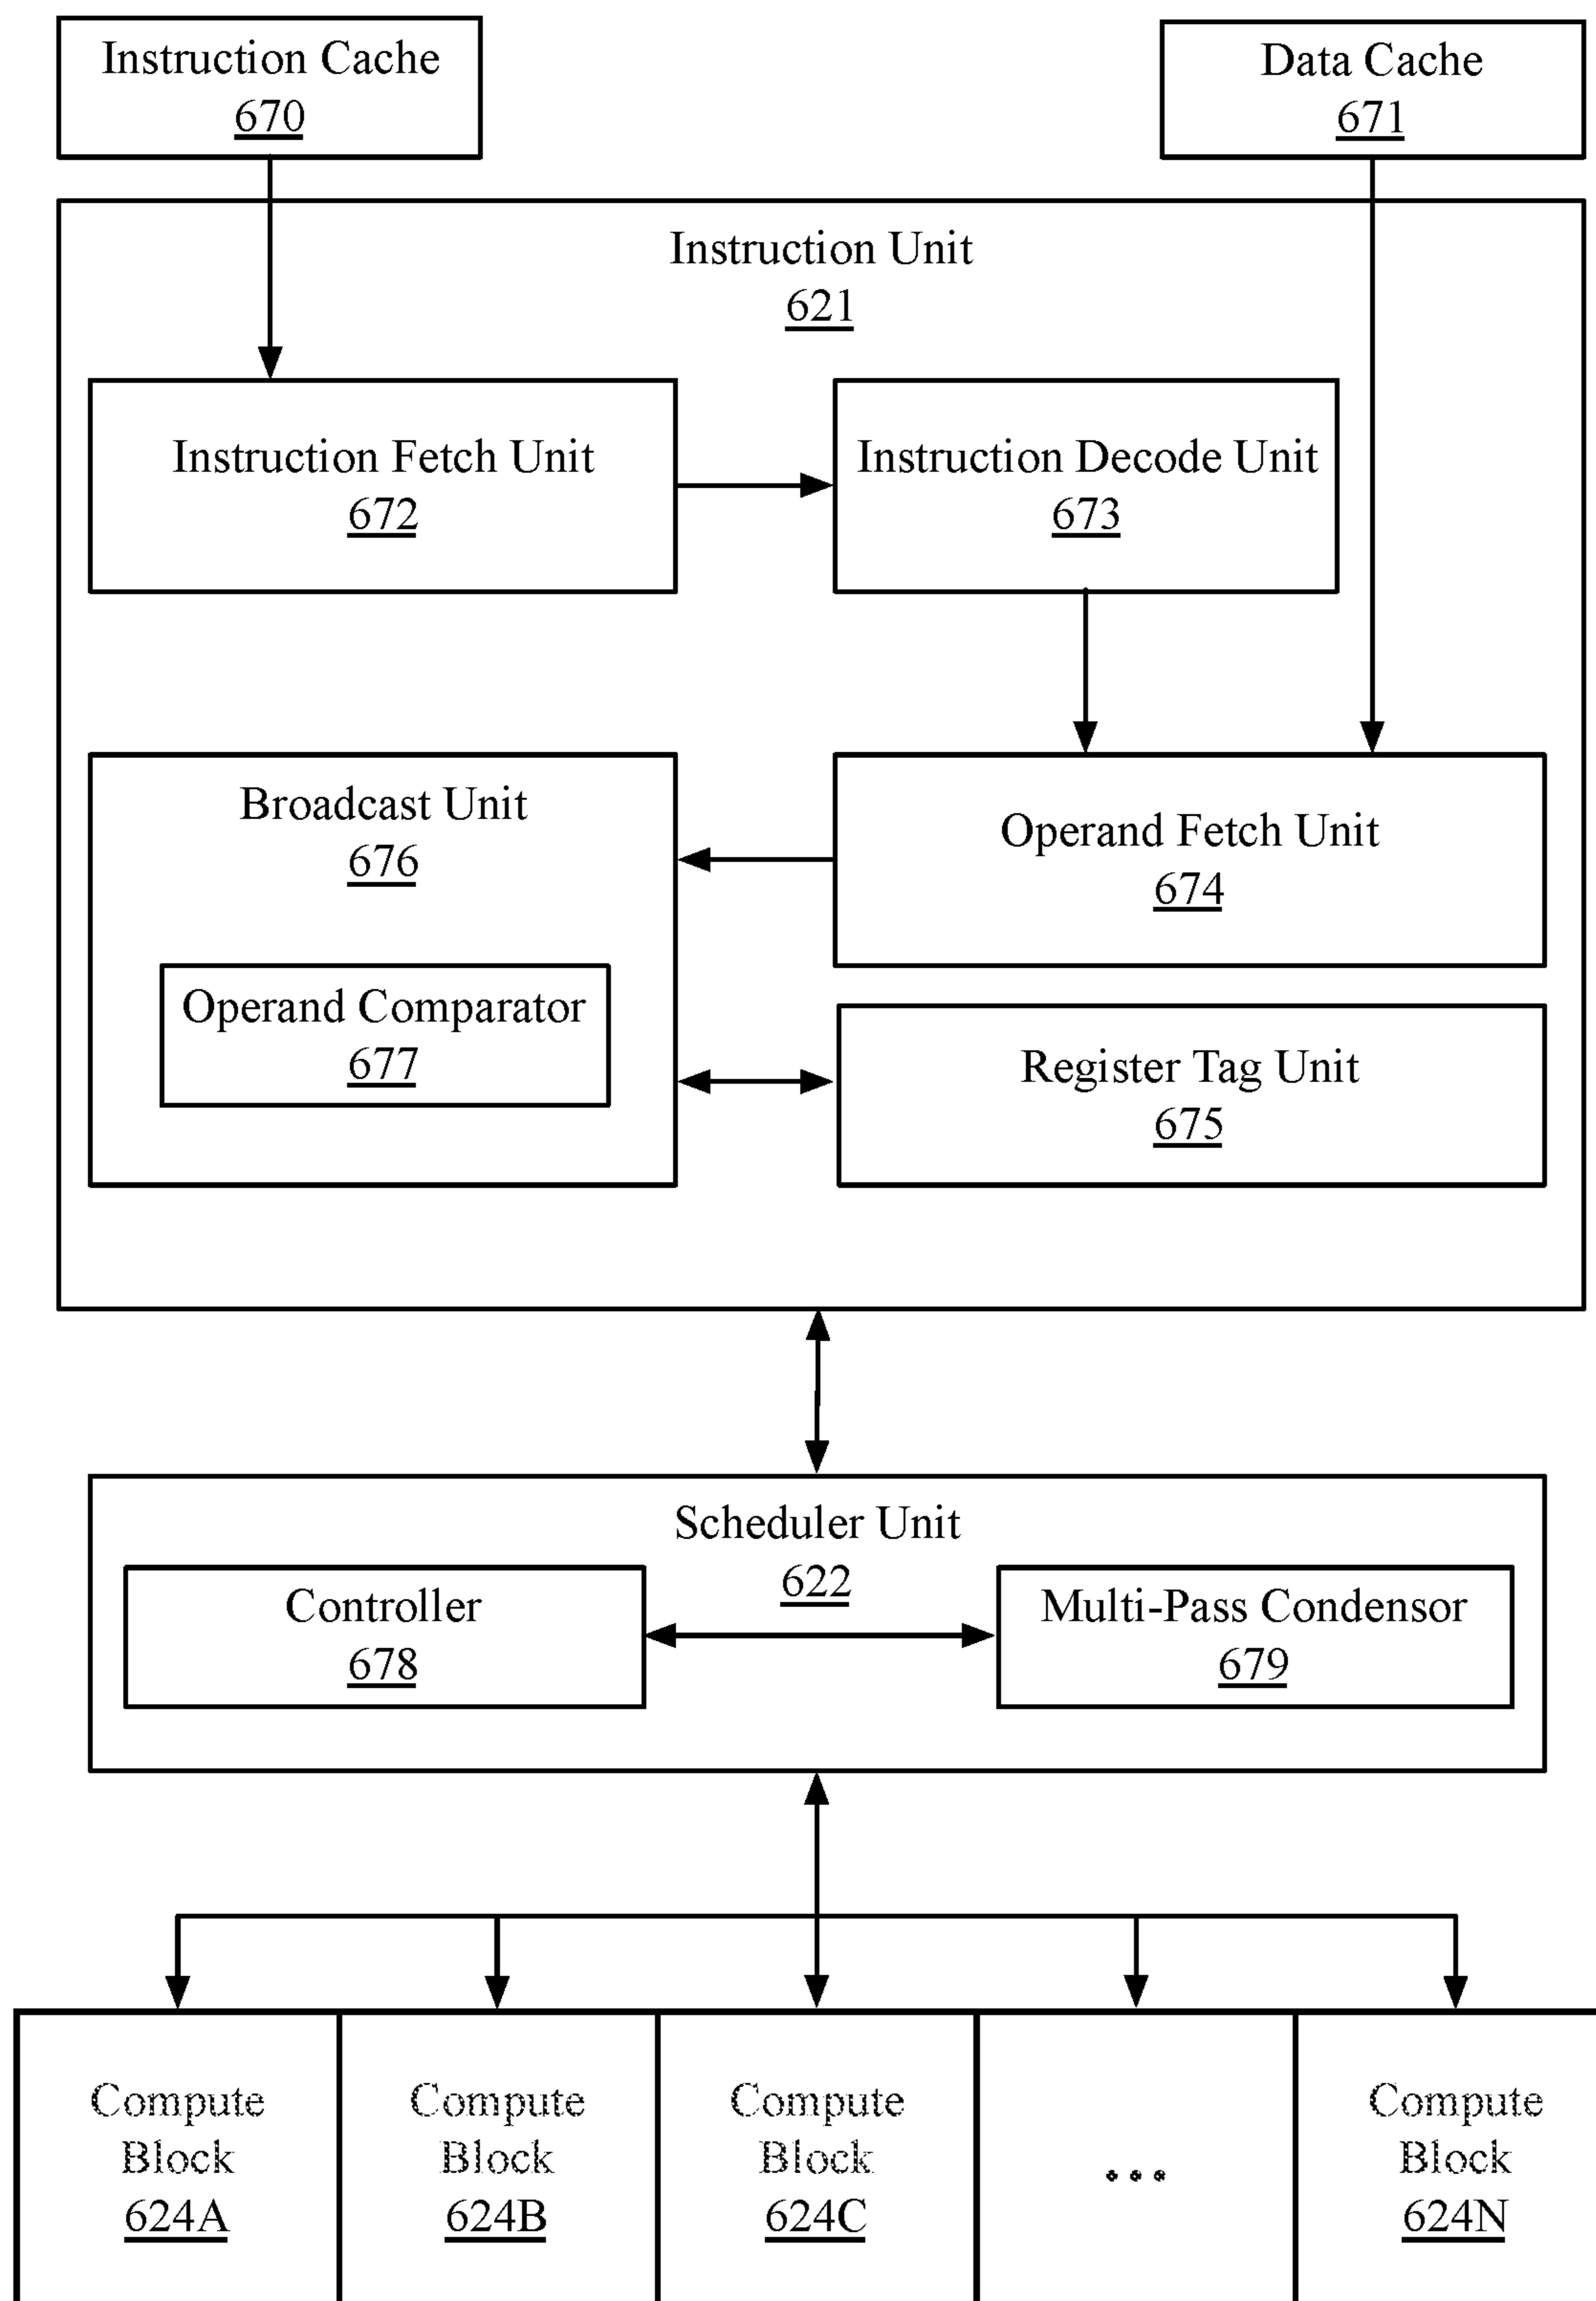 Instruction Cache
670
Data Cache
671
Instruction Unit
621
Instruction Fetch Unit
672
Instruction Decode Unit
673
Broadcast Unit
676
Operand Fetch Unit
674
Operand Comparator
677
Register Tag Unit
675
Scheduler Unit
622
Controller
678
Multi-Pass Condensor
679
Compute
Block
624A
Compute
Block
624B
Compute
Block
624C
...
Compute
Block
624N